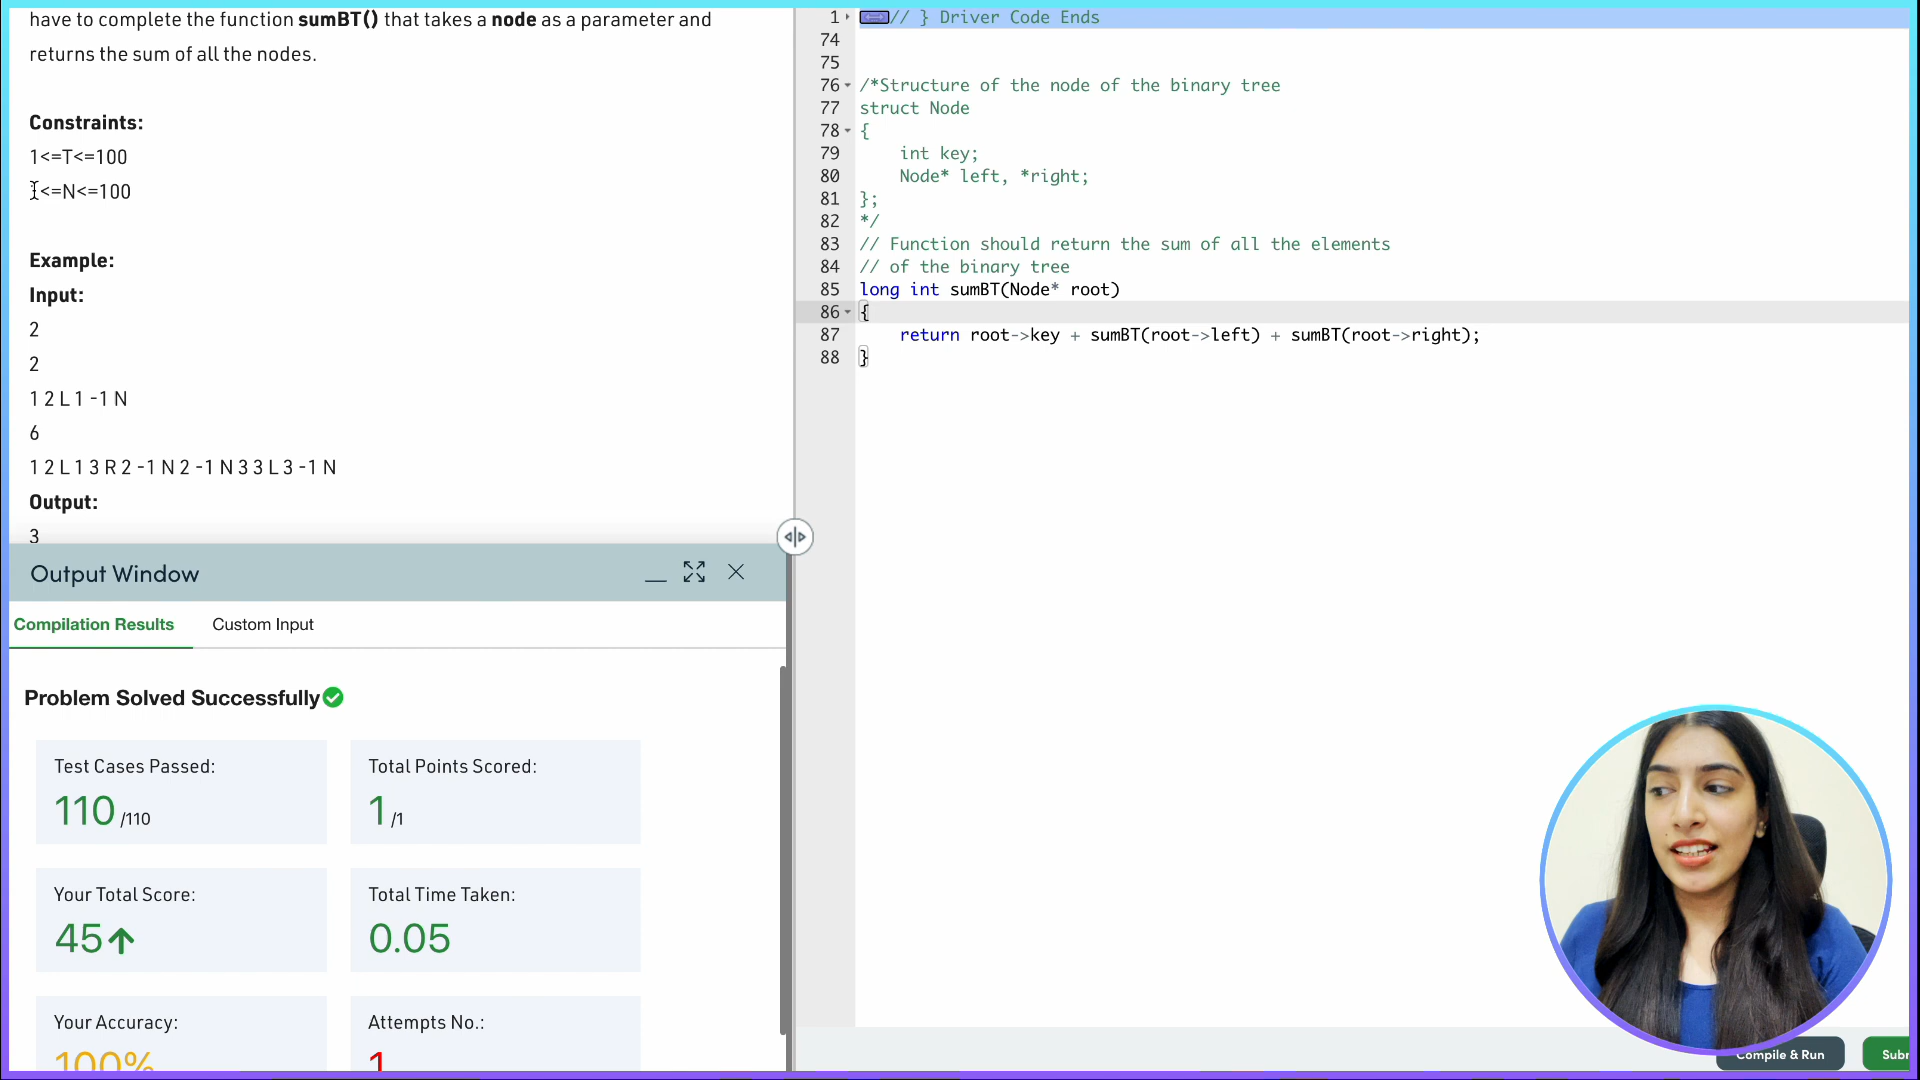 have to complete the function sumBT() that takes a node as a parameter and
returns the sum of all the nodes.
Constraints:
1<=T<=100
1<=N<=100
Example:
Input:
2
2
1 2 L 1 -1 N
6
1 2 L 1 3 R 2 -1 N 2 -1 N 3 3 L 3 -1 N
Output:
3
Output Window
Compilation Results
Custom Input
Problem Solved Successfully
Test Cases Passed:
110 /110
Total Points Scored:
1 /1
Your Total Score:
45
Total Time Taken:
0.05
Your Accuracy:
100%
Attempts No.:
1
1 // } Driver Code Ends
74
75
76 /*Structure of the node of the binary tree
77 struct Node
78 {
79 int key;
80 Node* left, *right;
81 };
82 */
83 // Function should return the sum of all the elements
84 // of the binary tree
85 long int sumBT(Node* root)
86 {
87 return root->key + sumBT(root->left) + sumBT(root->right);
88 }
Compile & Run
Sub